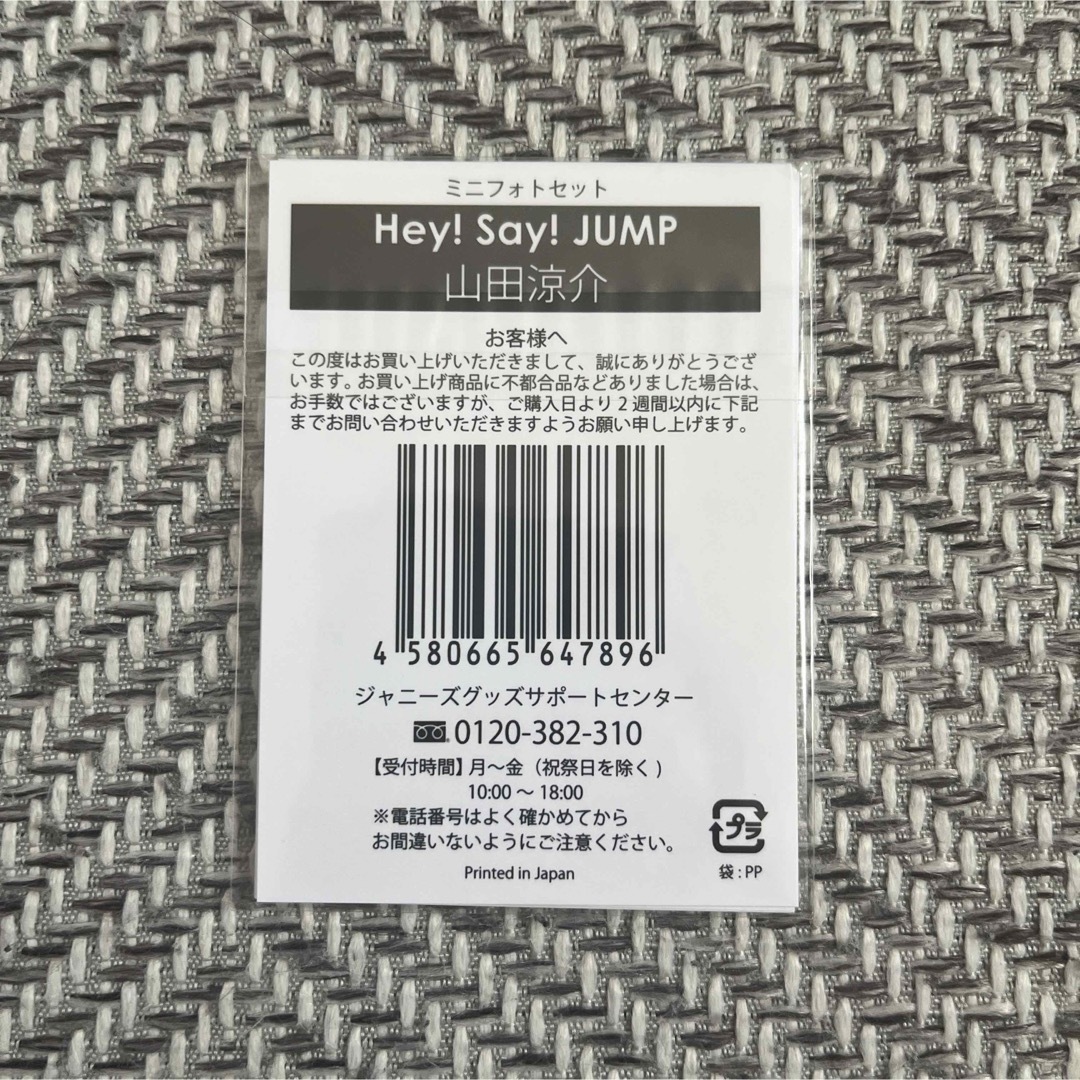 ミニフォトセット
Hey! Say! JUMP
山田涼介
お客様へ
この度はお買い上げいただきまして、誠にありがとうござ
います。お買い上げ商品に不都合品などありました場合は、
お手数ではございますが、ご購入日より2週間以内に下記
までお問い合わせいただきますようお願い申し上げます。
4 580665 647896
ジャニーズグッズサポートセンター
0120-382-310
【受付時間】月～金（祝祭日を除く）
10:00 ～ 18:00
※電話番号はよく確かめてから
お間違いないようにご注意ください。
プラ
Printed in Japan
袋 : PP